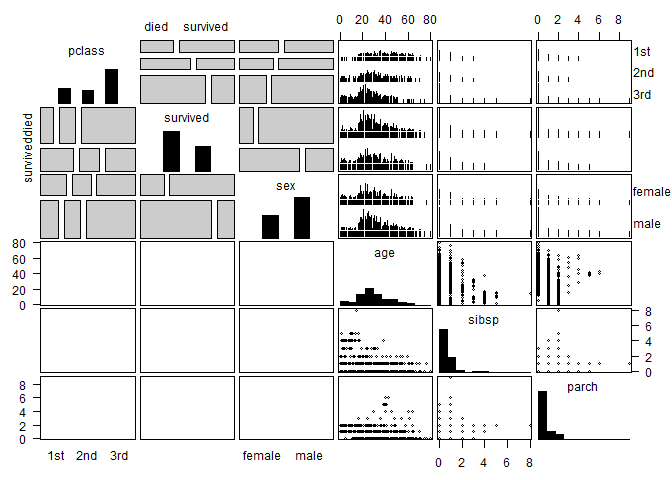 0 20 40 60 80
0 2 4 6 8
died survived
pclass
1st
2nd
3rd
survived
surviveddied
sex
female
male
age
80
60
40
20
0
sibsp
8
6
4
2
0
parch
8
6
4
2
0
1st 2nd 3rd
female male
0 2 4 6 8